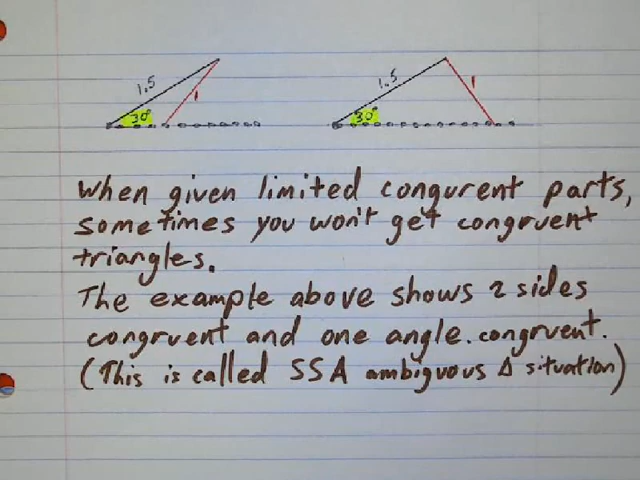 1.5 1.5
1 1
30° 30°
When given limited congurent parts,
sometimes you won't get congruent
triangles.
The example above shows 2 sides
congruent and one angle.congruent.
(This is called SSA ambiguous Δ situation)